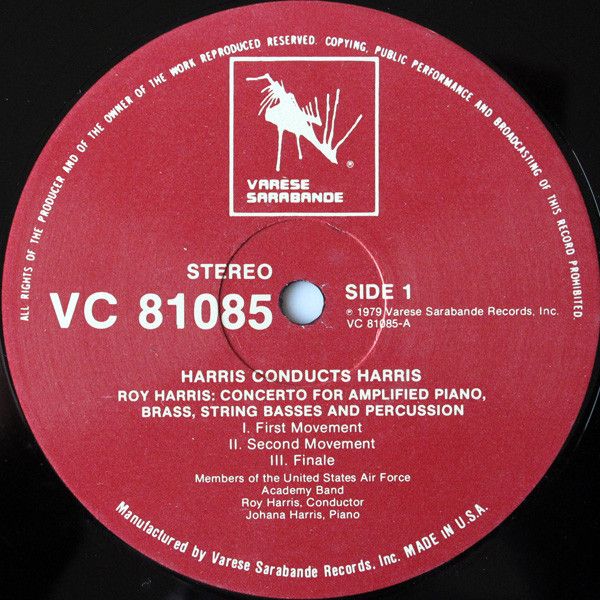 ALL RIGHTS OF THE PRODUCER AND OF THE OWNER OF THE WORK REPRODUCED RESERVED. COPYING, PUBLIC PERFORMANCE AND BROADCASTING OF THIS RECORD PROHIBITED.
®
VARÈSE
SARABANDE
STEREO
VC 81085
SIDE 1
℗ 1979 Varese Sarabande Records, Inc.
VC 81085-A
HARRIS CONDUCTS HARRIS
ROY HARRIS: CONCERTO FOR AMPLIFIED PIANO,
BRASS, STRING BASSES AND PERCUSSION
I. First Movement
II. Second Movement
III. Finale
Members of the United States Air Force
Academy Band
Roy Harris, Conductor
Johana Harris, Piano
Manufactured by Varese Sarabande Records, Inc. MADE IN U.S.A.